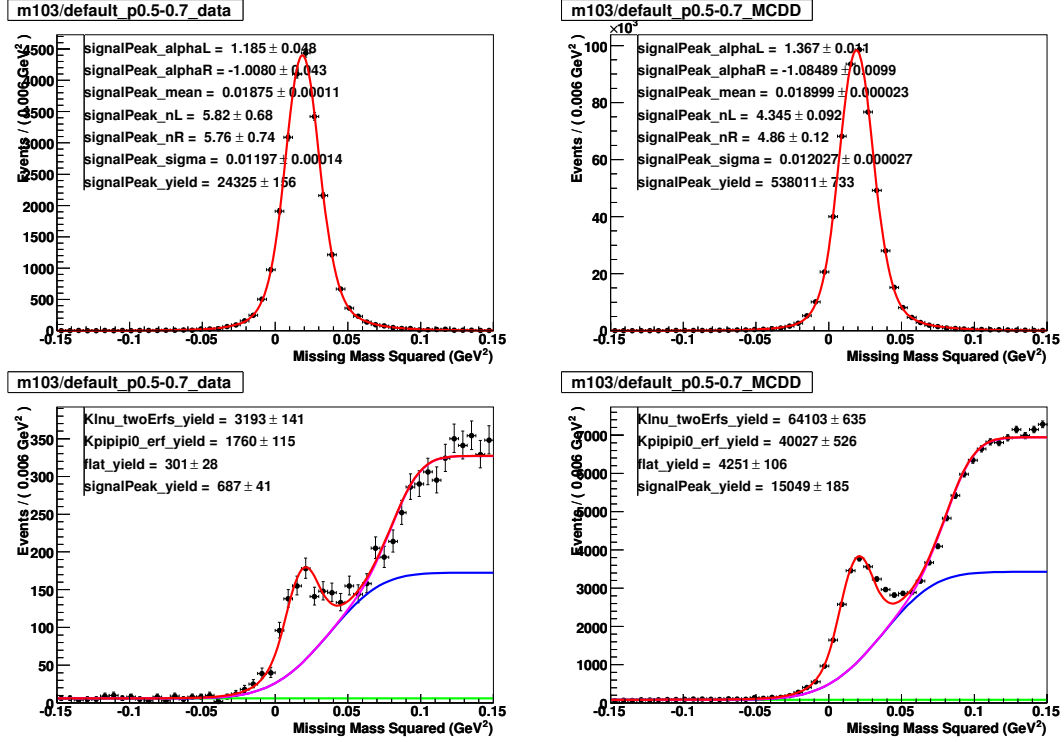 m103/default_p0.5-0.7_data
Events / ( 0.006 GeV²)
signalPeak_alphaL = 1.185 ± 0.048
signalPeak_alphaR = -1.0080 ± 0.043
signalPeak_mean = 0.01875 ± 0.00011
signalPeak_nL = 5.82 ± 0.68
signalPeak_nR = 5.76 ± 0.74
signalPeak_sigma = 0.01197 ± 0.00014
signalPeak_yield = 24325 ± 156
4500
4000
3500
3000
2500
2000
1500
1000
500
0
-0.15 -0.1 -0.05 0 0.05 0.1 0.15
Missing Mass Squared (GeV²)
m103/default_p0.5-0.7_MCDD
×10³
Events / ( 0.006 GeV²)
signalPeak_alphaL = 1.367 ± 0.011
signalPeak_alphaR = -1.08489 ± 0.0099
signalPeak_mean = 0.018999 ± 0.000023
signalPeak_nL = 4.345 ± 0.092
signalPeak_nR = 4.86 ± 0.12
signalPeak_sigma = 0.012027 ± 0.000027
signalPeak_yield = 538011 ± 733
100
80
60
40
20
0
-0.15 -0.1 -0.05 0 0.05 0.1 0.15
Missing Mass Squared (GeV²)
m103/default_p0.5-0.7_data
Events / ( 0.006 GeV²)
Klnu_twoErfs_yield = 3193 ± 141
Kpipipi0_erf_yield = 1760 ± 115
flat_yield = 301 ± 28
signalPeak_yield = 687 ± 41
350
300
250
200
150
100
50
0
-0.15 -0.1 -0.05 0 0.05 0.1 0.15
Missing Mass Squared (GeV²)
m103/default_p0.5-0.7_MCDD
Events / ( 0.006 GeV²)
Klnu_twoErfs_yield = 64103 ± 635
Kpipipi0_erf_yield = 40027 ± 526
flat_yield = 4251 ± 106
signalPeak_yield = 15049 ± 185
7000
6000
5000
4000
3000
2000
1000
0
-0.15 -0.1 -0.05 0 0.05 0.1 0.15
Missing Mass Squared (GeV²)